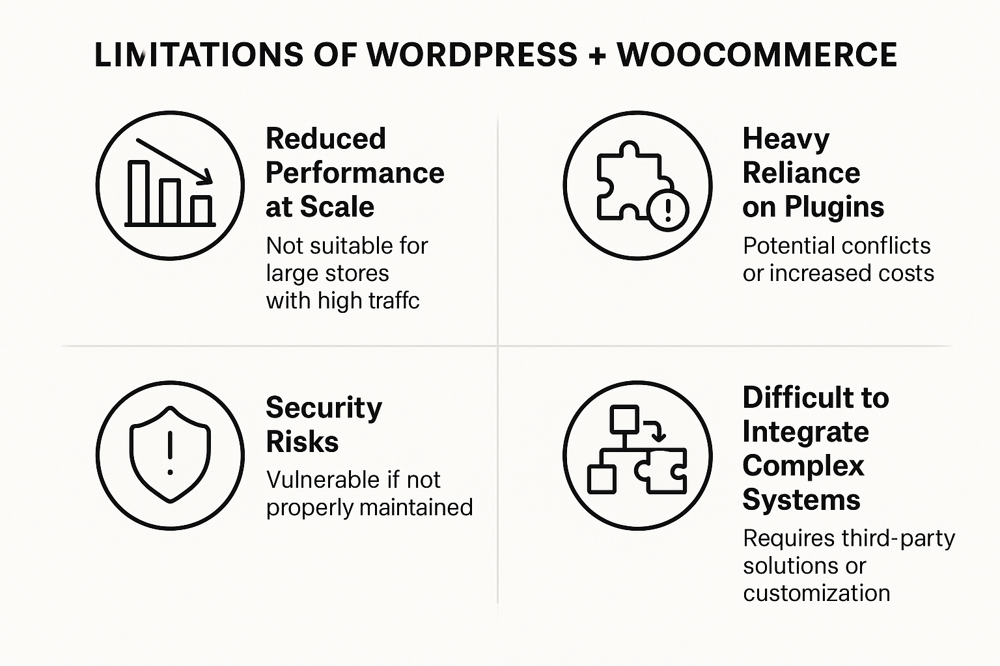 LIMITATIONS OF WORDPRESS + WOOCOMMERCE
Reduced
Performance
at Scale
Not suitable for
large stores
with high traffc
Heavy
Reliance
on Plugins
Potential conflicts
or increased costs
Security
Risks
Vulnerable if not
properly maintained
Difficult to
Integrate
Complex
Systems
Requires third-party
solutions or
customization